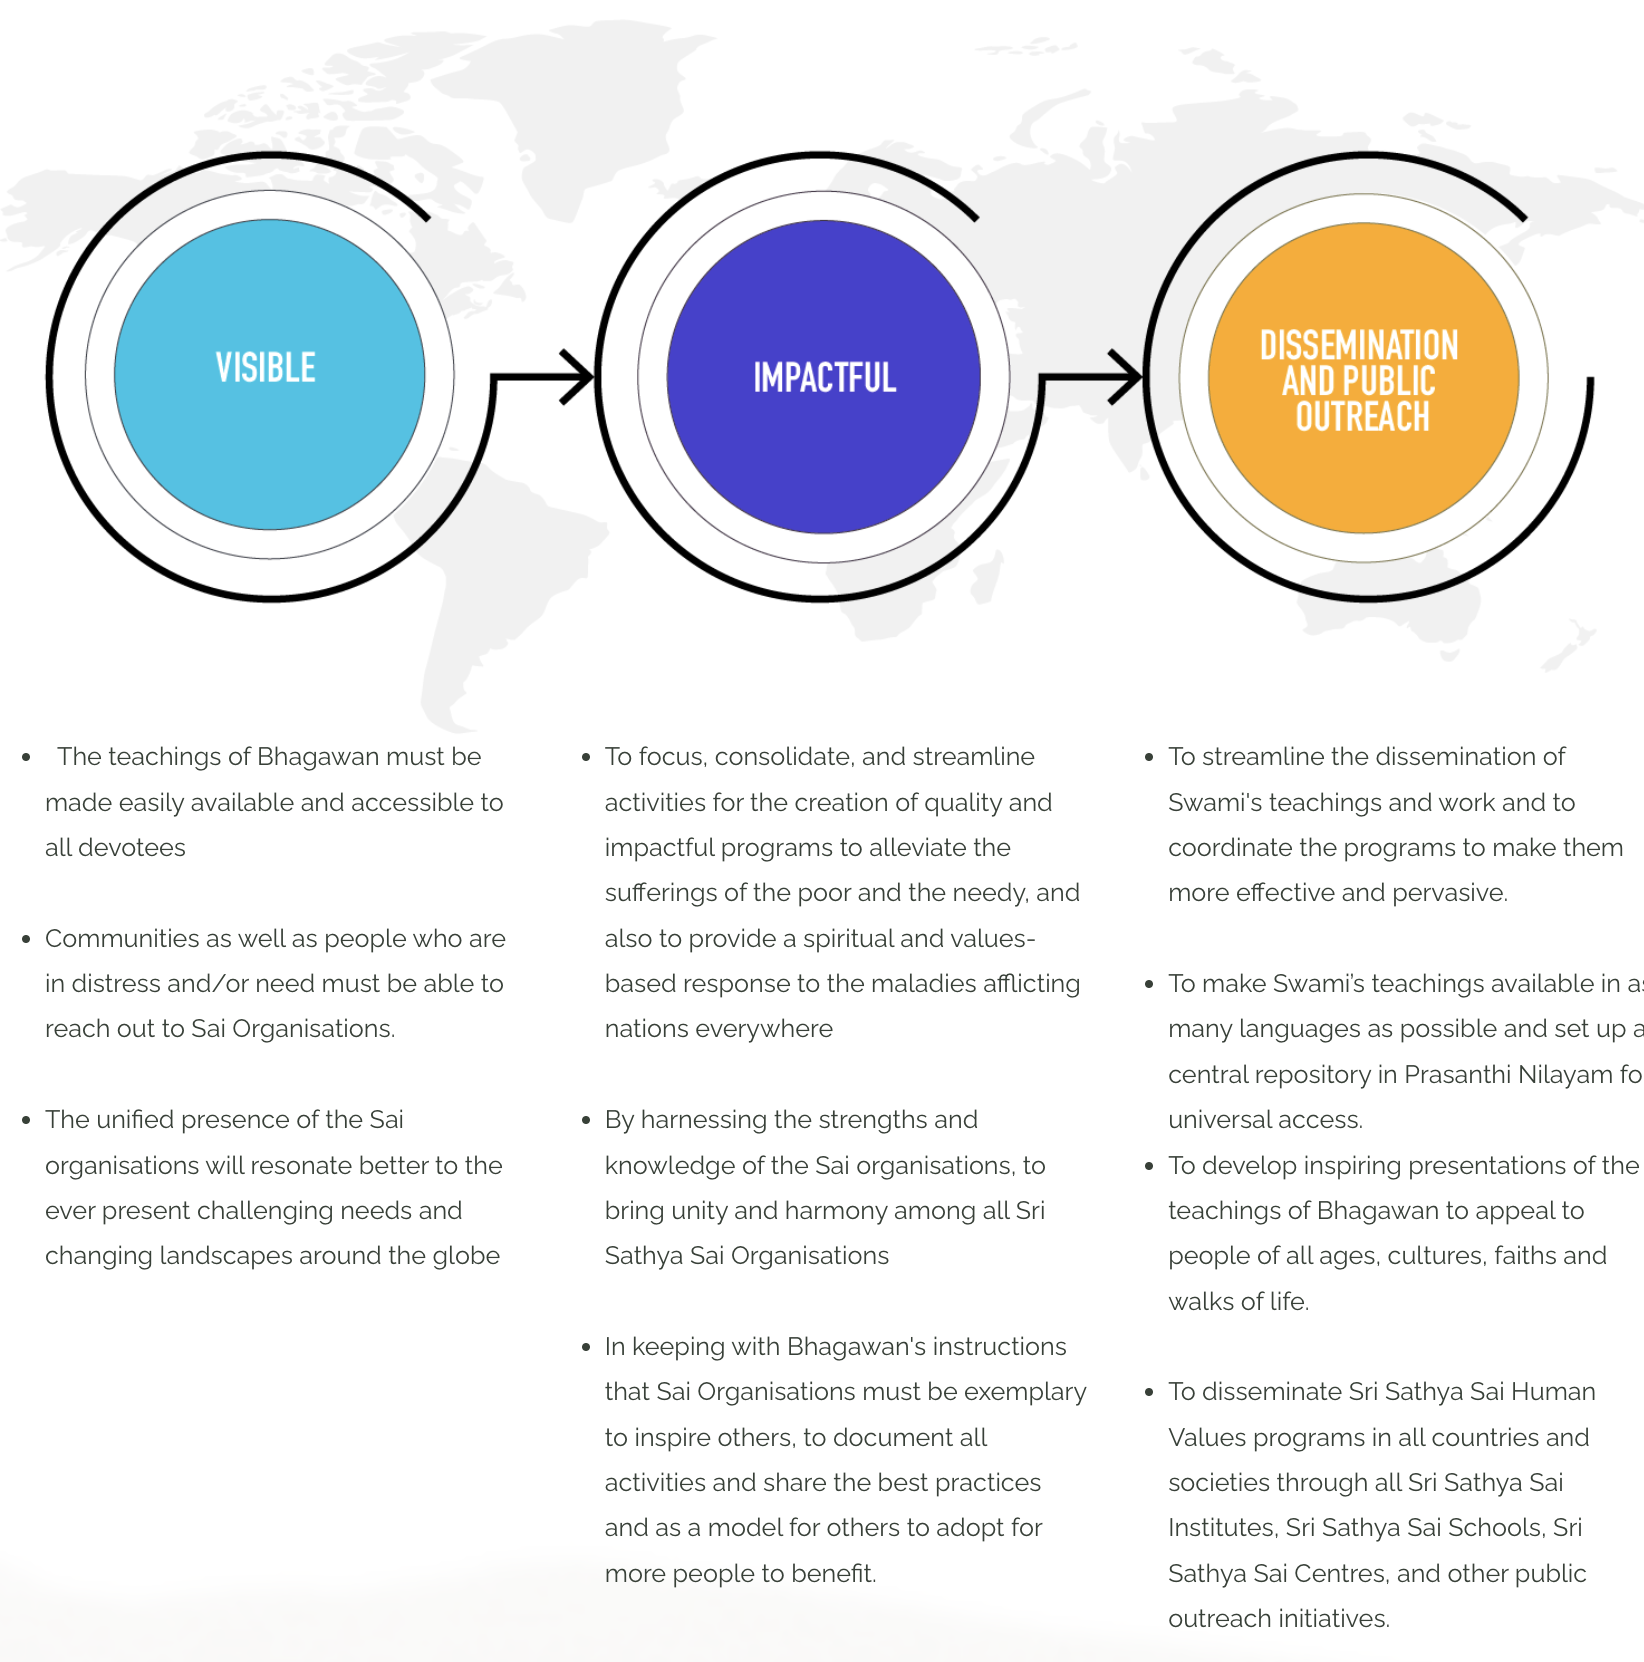 VISIBLE
IMPACTFUL
DISSEMINATION
AND PUBLIC
OUTREACH
• The teachings of Bhagawan must be
made easily available and accessible to
all devotees
• Communities as well as people who are
in distress and/or need must be able to
reach out to Sai Organisations.
• The unified presence of the Sai
organisations will resonate better to the
ever present challenging needs and
changing landscapes around the globe
• To focus, consolidate, and streamline
activities for the creation of quality and
impactful programs to alleviate the
sufferings of the poor and the needy, and
also to provide a spiritual and values-
based response to the maladies afflicting
nations everywhere
• By harnessing the strengths and
knowledge of the Sai organisations, to
bring unity and harmony among all Sri
Sathya Sai Organisations
• In keeping with Bhagawan's instructions
that Sai Organisations must be exemplary
to inspire others, to document all
activities and share the best practices
and as a model for others to adopt for
more people to benefit.
• To streamline the dissemination of
Swami's teachings and work and to
coordinate the programs to make them
more effective and pervasive.
• To make Swami’s teachings available in as
many languages as possible and set up a
central repository in Prasanthi Nilayam fo
universal access.
• To develop inspiring presentations of the
teachings of Bhagawan to appeal to
people of all ages, cultures, faiths and
walks of life.
• To disseminate Sri Sathya Sai Human
Values programs in all countries and
societies through all Sri Sathya Sai
Institutes, Sri Sathya Sai Schools, Sri
Sathya Sai Centres, and other public
outreach initiatives.